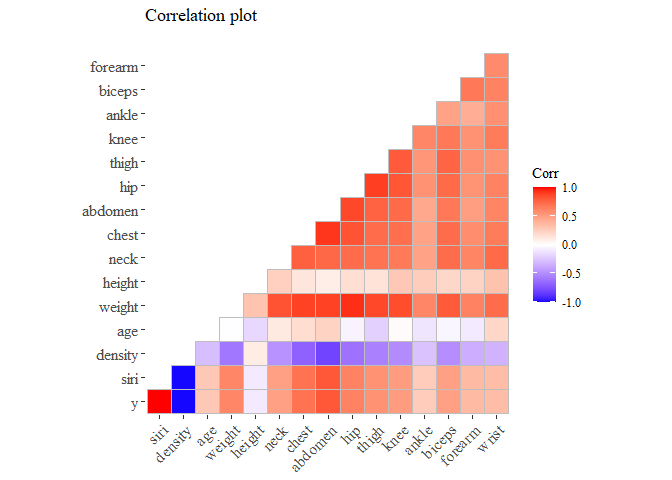 Correlation plot
forearm
biceps
ankle
knee
thigh
hip
abdomen
chest
neck
height
weight
age
density
siri
y
siri
density
age
weight
height
neck
chest
abdomen
hip
thigh
knee
ankle
biceps
forearm
wrist
Corr
1.0
0.5
0.0
-0.5
-1.0